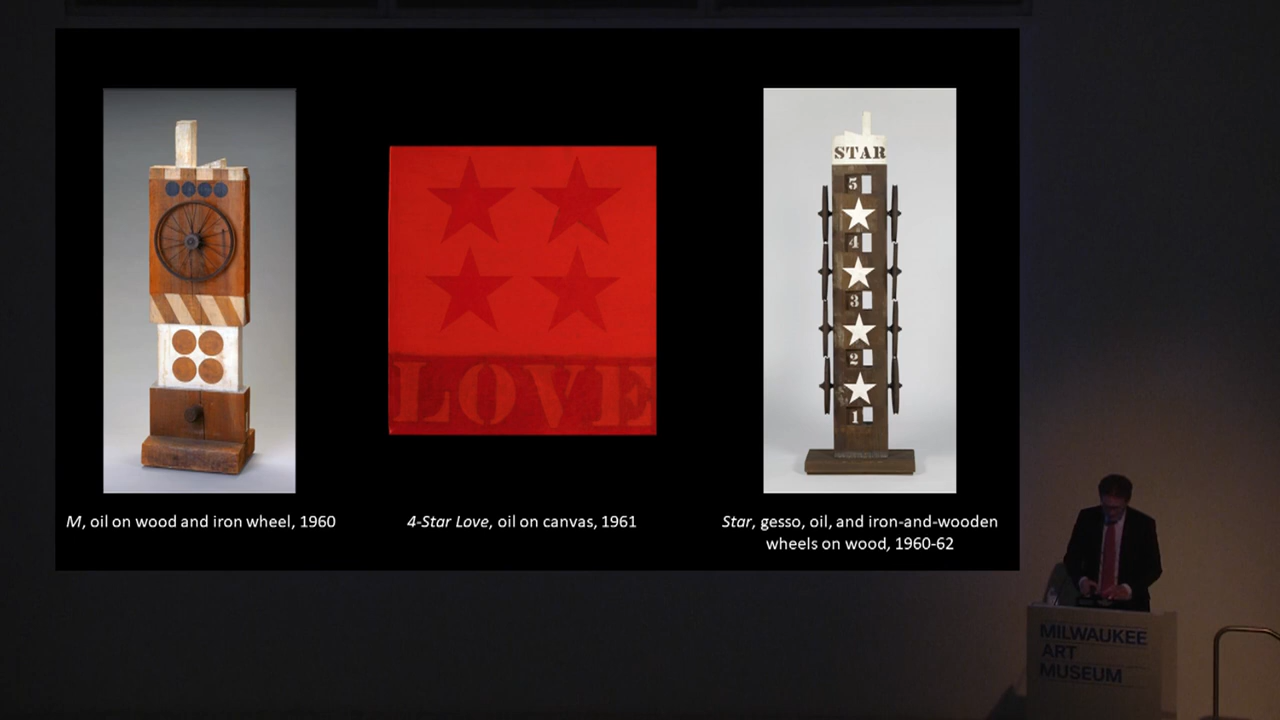 STAR
5
4
3
2
1
LOVE
M, oil on wood and iron wheel, 1960
4-Star Love, oil on canvas, 1961
Star, gesso, oil, and iron-and-wooden
wheels on wood, 1960-62
MILWAUKEE
ART
MUSEUM